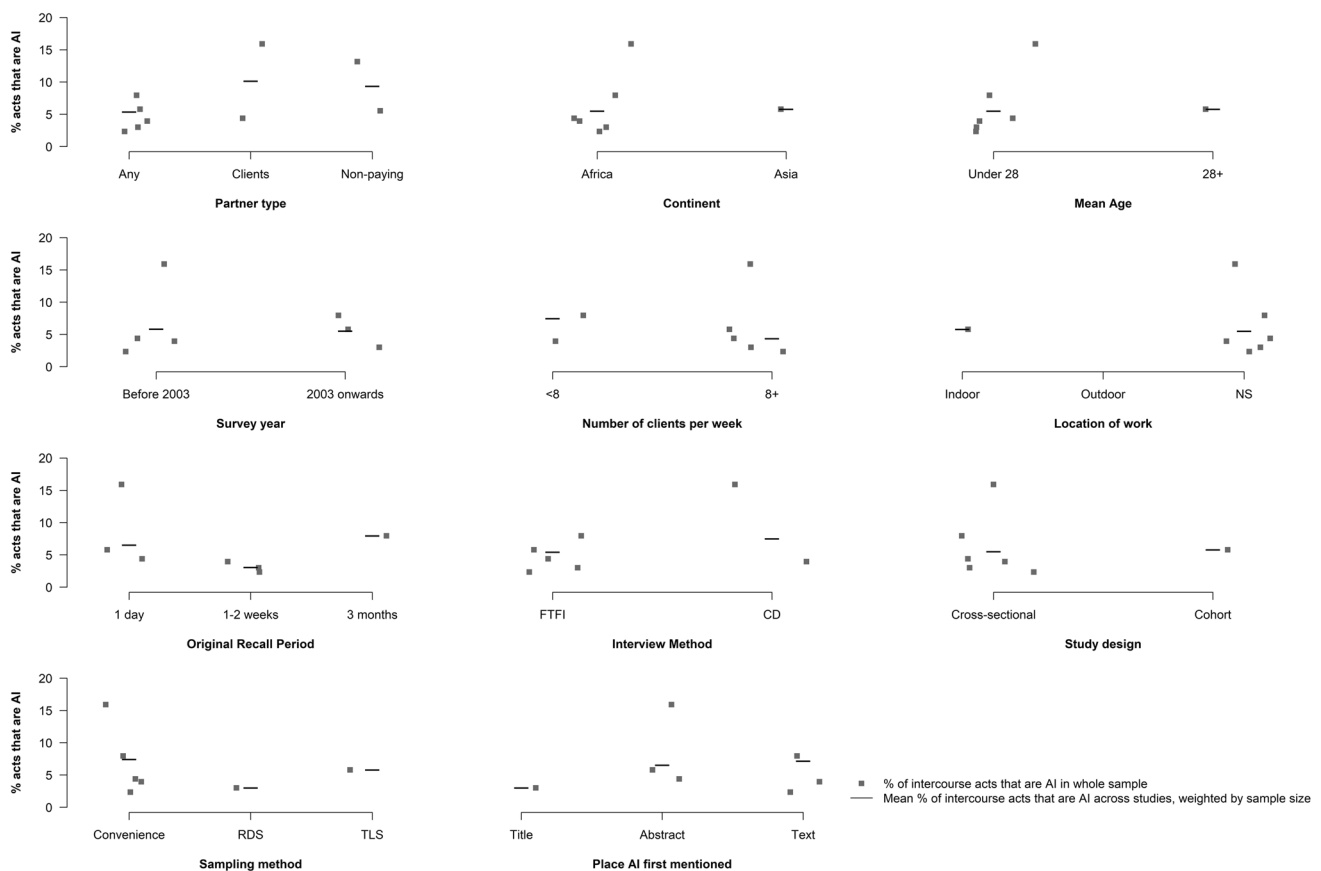 % acts that are AI
20
15
10
5
0
Any
Clients
Non-paying
Partner type
Africa
Asia
Continent
Under 28
28+
Mean Age
% acts that are AI
20
15
10
5
0
Before 2003
2003 onwards
Survey year
<8
8+
Number of clients per week
Indoor
Outdoor
NS
Location of work
% acts that are AI
20
15
10
5
0
1 day
1-2 weeks
3 months
Original Recall Period
FTFI
CD
Interview Method
Cross-sectional
Cohort
Study design
% acts that are AI
20
15
10
5
0
Convenience
RDS
TLS
Sampling method
Title
Abstract
Text
Place AI first mentioned
% of intercourse acts that are AI in whole sample
Mean % of intercourse acts that are AI across studies, weighted by sample size